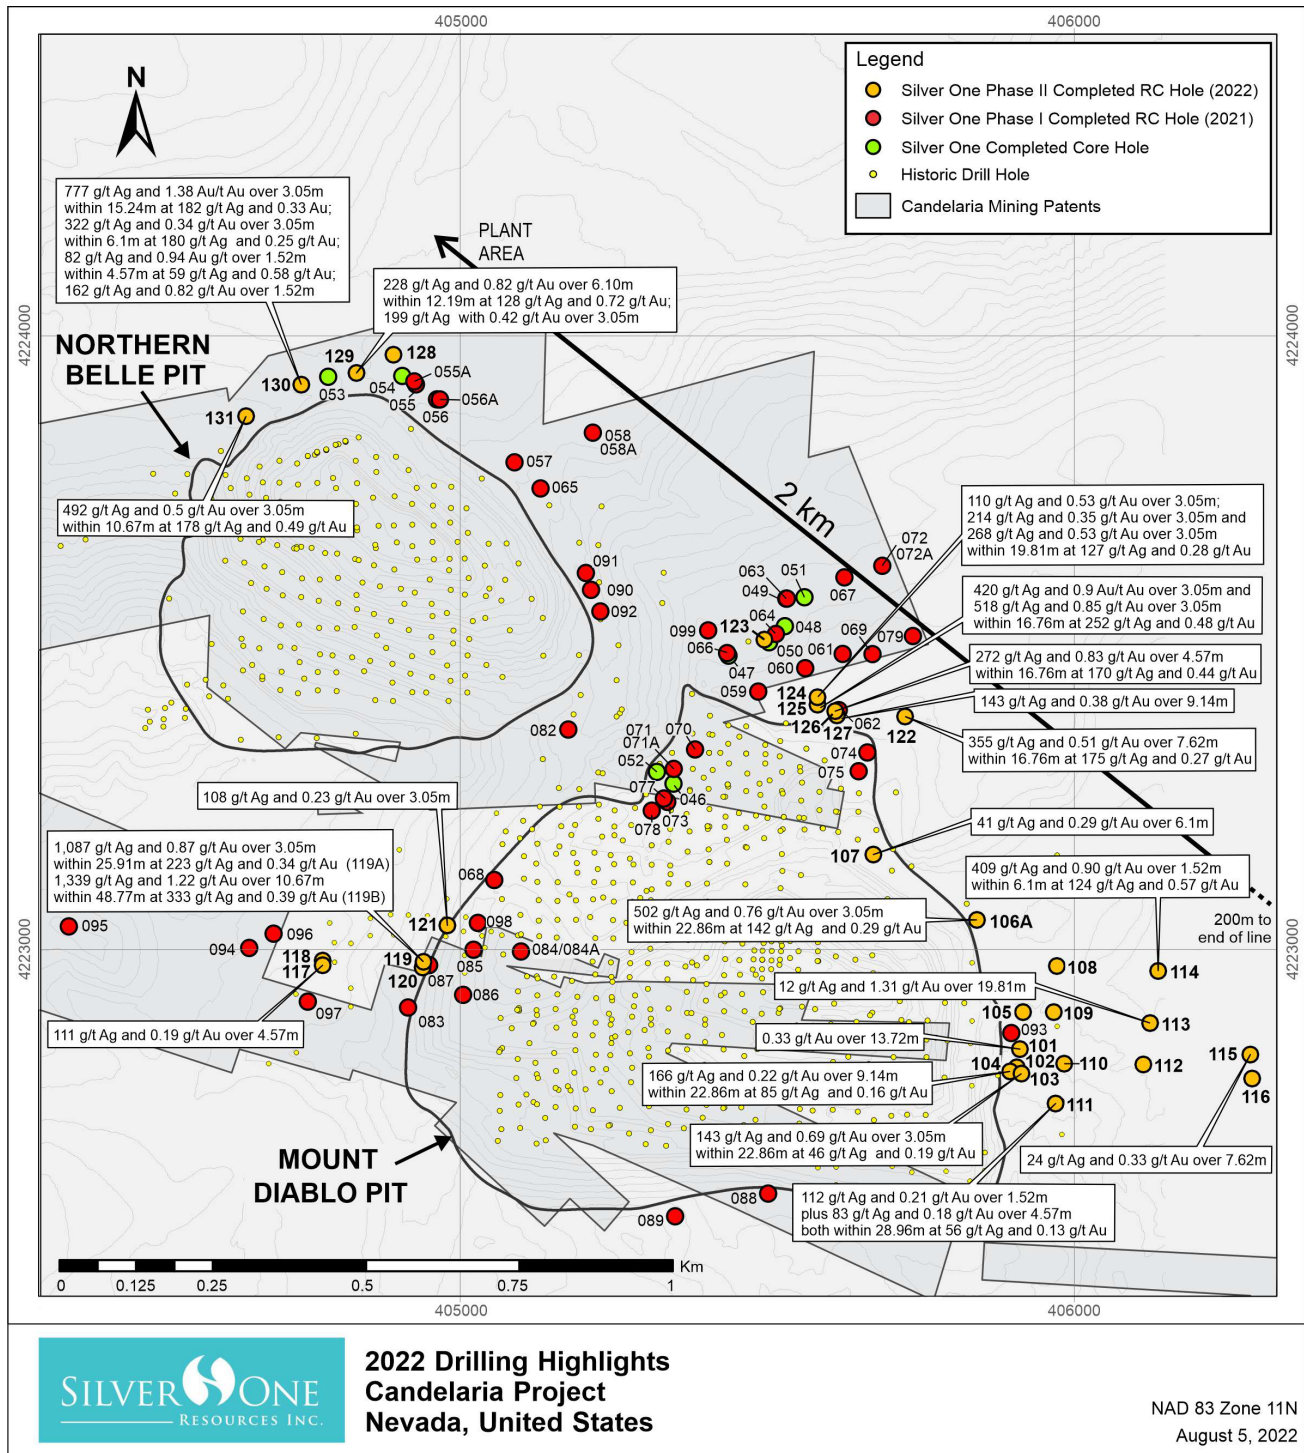 405000
406000
N
Legend
Silver One Phase II Completed RC Hole (2022)
Silver One Phase I Completed RC Hole (2021)
Silver One Completed Core Hole
Historic Drill Hole
Candelaria Mining Patents
777 g/t Ag and 1.38 Au/t Au over 3.05m
within 15.24m at 182 g/t Ag and 0.33 Au;
322 g/t Ag and 0.34 g/t Au over 3.05m
within 6.1m at 180 g/t Ag and 0.25 g/t Au;
82 g/t Ag and 0.94 Au g/t over 1.52m
within 4.57m at 59 g/t Ag and 0.58 g/t Au;
162 g/t Ag and 0.82 g/t Au over 1.52m
PLANT
AREA
228 g/t Ag and 0.82 g/t Au over 6.10m
within 12.19m at 128 g/t Ag and 0.72 g/t Au;
199 g/t Ag with 0.42 g/t Au over 3.05m
4224000
4224000
NORTHERN
BELLE PIT
129
128
130
053
054
055A
055
056
056A
131
058
058A
057
065
2 km
492 g/t Ag and 0.5 g/t Au over 3.05m
within 10.67m at 178 g/t Ag and 0.49 g/t Au
110 g/t Ag and 0.53 g/t Au over 3.05m;
214 g/t Ag and 0.35 g/t Au over 3.05m and
268 g/t Ag and 0.53 g/t Au over 3.05m
within 19.81m at 127 g/t Ag and 0.28 g/t Au
072
072A
091
090
092
063
051
049
067
064
048
099
123
050
061
069
079
066
047
060
059
420 g/t Ag and 0.9 Au/t Au over 3.05m and
518 g/t Ag and 0.85 g/t Au over 3.05m
within 16.76m at 252 g/t Ag and 0.48 g/t Au
272 g/t Ag and 0.83 g/t Au over 4.57m
within 16.76m at 170 g/t Ag and 0.44 g/t Au
143 g/t Ag and 0.38 g/t Au over 9.14m
124
125
126
127
062
122
355 g/t Ag and 0.51 g/t Au over 7.62m
within 16.76m at 175 g/t Ag and 0.27 g/t Au
082
071
071A
070
052
074
075
077
046
078
073
108 g/t Ag and 0.23 g/t Au over 3.05m
41 g/t Ag and 0.29 g/t Au over 6.1m
107
1,087 g/t Ag and 0.87 g/t Au over 3.05m
within 25.91m at 223 g/t Ag and 0.34 g/t Au (119A)
1,339 g/t Ag and 1.22 g/t Au over 10.67m
within 48.77m at 333 g/t Ag and 0.39 g/t Au (119B)
409 g/t Ag and 0.90 g/t Au over 1.52m
within 6.1m at 124 g/t Ag and 0.57 g/t Au
068
502 g/t Ag and 0.76 g/t Au over 3.05m
within 22.86m at 142 g/t Ag and 0.29 g/t Au
106A
200m to
end of line
095
096
094
121
098
084/084A
4223000
4223000
118
117
119
120
087
085
086
097
083
108
114
12 g/t Ag and 1.31 g/t Au over 19.81m
105
109
113
093
111 g/t Ag and 0.19 g/t Au over 4.57m
0.33 g/t Au over 13.72m
101
102
104
103
110
112
115
116
166 g/t Ag and 0.22 g/t Au over 9.14m
within 22.86m at 85 g/t Ag and 0.16 g/t Au
111
143 g/t Ag and 0.69 g/t Au over 3.05m
within 22.86m at 46 g/t Ag and 0.19 g/t Au
24 g/t Ag and 0.33 g/t Au over 7.62m
MOUNT
DIABLO PIT
088
089
112 g/t Ag and 0.21 g/t Au over 1.52m
plus 83 g/t Ag and 0.18 g/t Au over 4.57m
both within 28.96m at 56 g/t Ag and 0.13 g/t Au
Km
0 0.125 0.25 0.5 0.75 1
405000
406000
SILVER ONE
RESOURCES INC.
2022 Drilling Highlights
Candelaria Project
Nevada, United States
NAD 83 Zone 11N
August 5, 2022